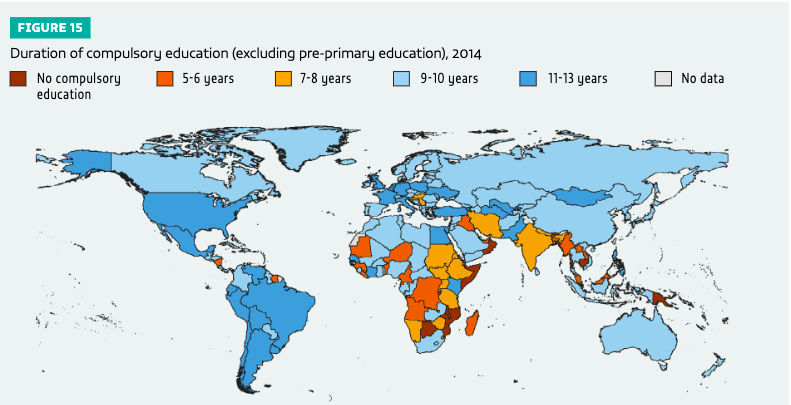 FIGURE 15
Duration of compulsory education (excluding pre-primary education), 2014
No compulsory education
5-6 years
7-8 years
9-10 years
11-13 years
No data